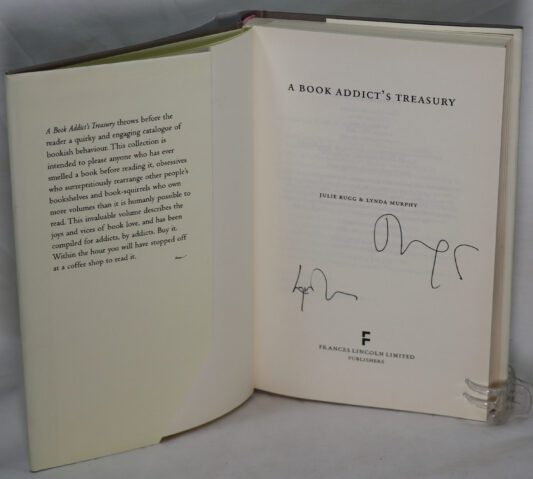 A Book Addict's Treasury throws before the
reader a quirky and engaging catalogue of
bookish behaviour. This collection is
intended to please anyone who has ever
smelled a book before reading it, obsessives
who surreptitiously rearrange other people's
bookshelves and book-squirrels who own
more volumes than it is humanly possible to
read. This invaluable volume describes the
joys and vices of book love, and has been
compiled for addicts, by addicts. Buy it.
Within the hour you will have stopped off
at a coffee shop to read it.
A BOOK ADDICT'S TREASURY
JULIE RUGG & LYNDA MURPHY
F
FRANCES LINCOLN LIMITED
PUBLISHERS